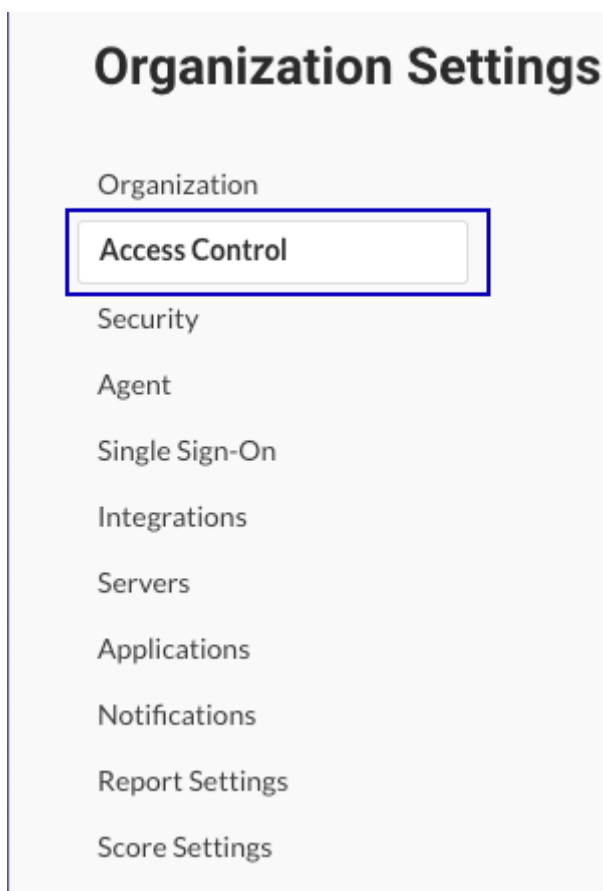 Organization Settings
Organization
Access Control
Security
Agent
Single Sign-On
Integrations
Servers
Applications
Notifications
Report Settings
Score Settings